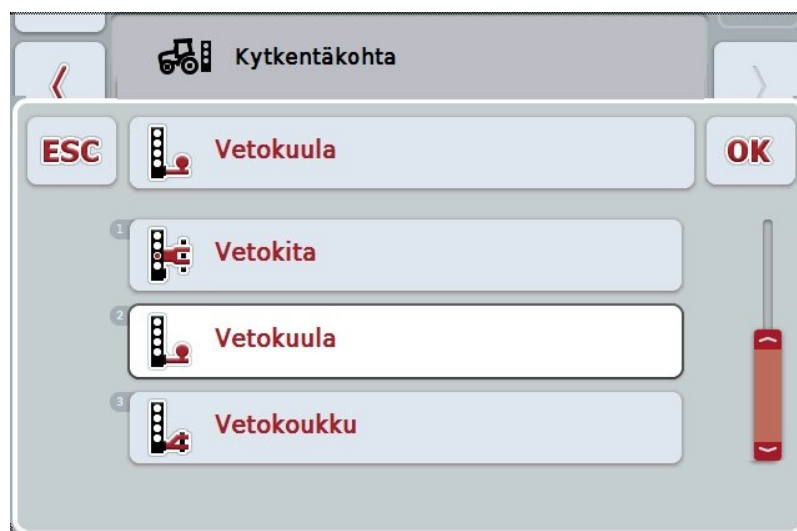 Kytkentäkohta
ESC
Vetokuula
OK
1
Vetokita
2
Vetokuula
3
Vetokoukku